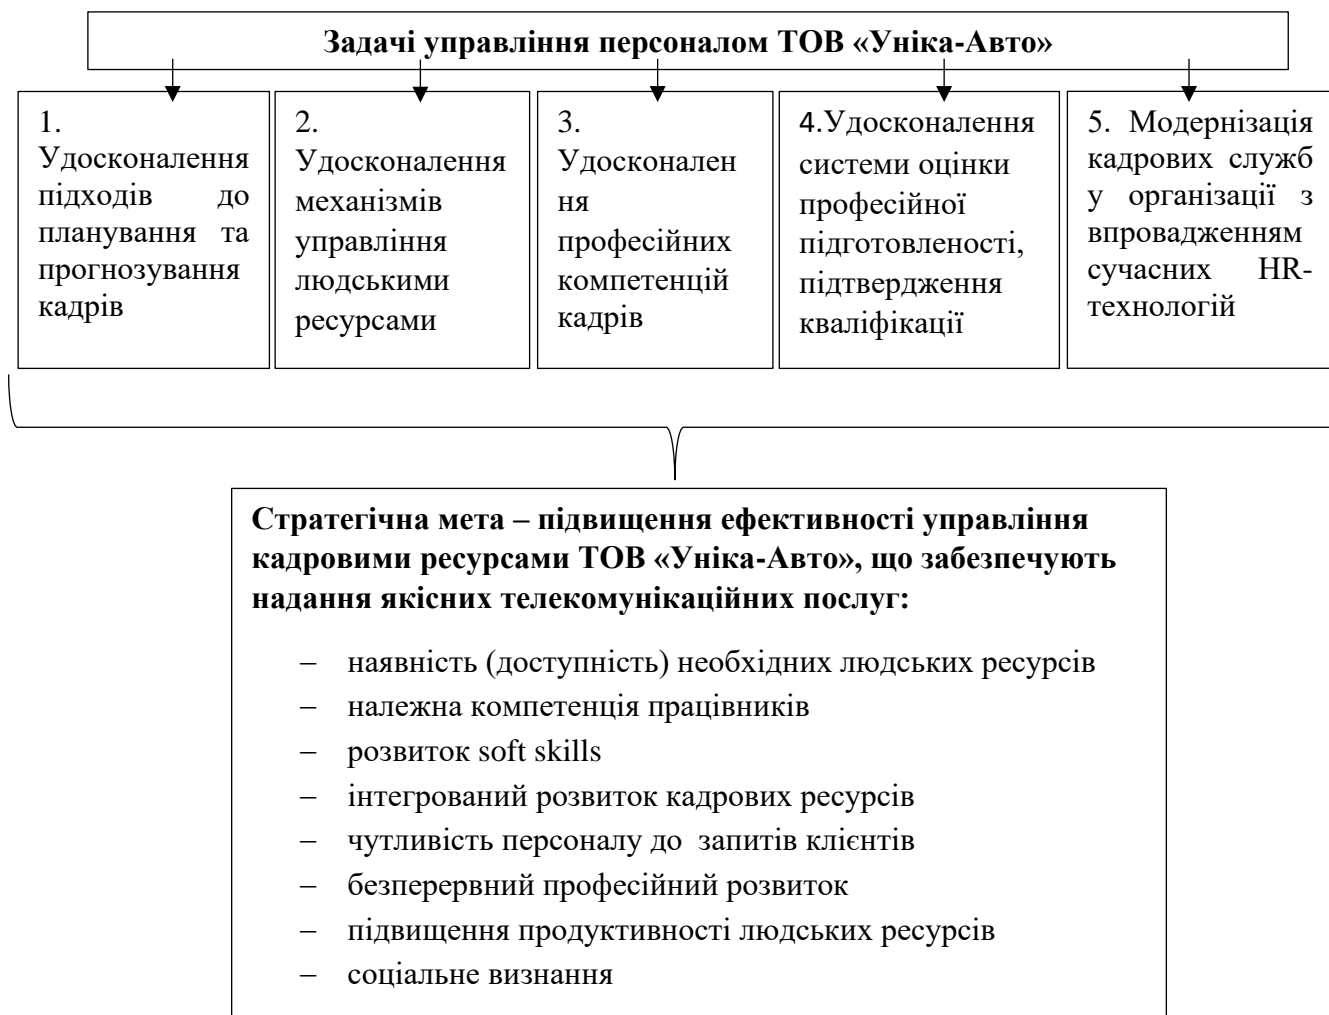 Задачі управління персоналом ТОВ «Уніка-Авто»
1.
Удосконалення
підходів до
планування та
прогнозування
кадрів
2.
Удосконалення
механізмів
управління
людськими
ресурсами
3.
Удосконален
ня
професійних
компетенцій
кадрів
4.Удосконалення
системи оцінки
професійної
підготовленості,
підтвердження
кваліфікації
5. Модернізація
кадрових служб
у організації з
впровадженням
сучасних HR-
технологій
Стратегічна мета – підвищення ефективності управління
кадровими ресурсами ТОВ «Уніка-Авто», що забезпечують
надання якісних телекомунікаційних послуг:
– наявність (доступність) необхідних людських ресурсів
– належна компетенція працівників
– розвиток soft skills
– інтегрований розвиток кадрових ресурсів
– чутливість персоналу до запитів клієнтів
– безперервний професійний розвиток
– підвищення продуктивності людських ресурсів
– соціальне визнання